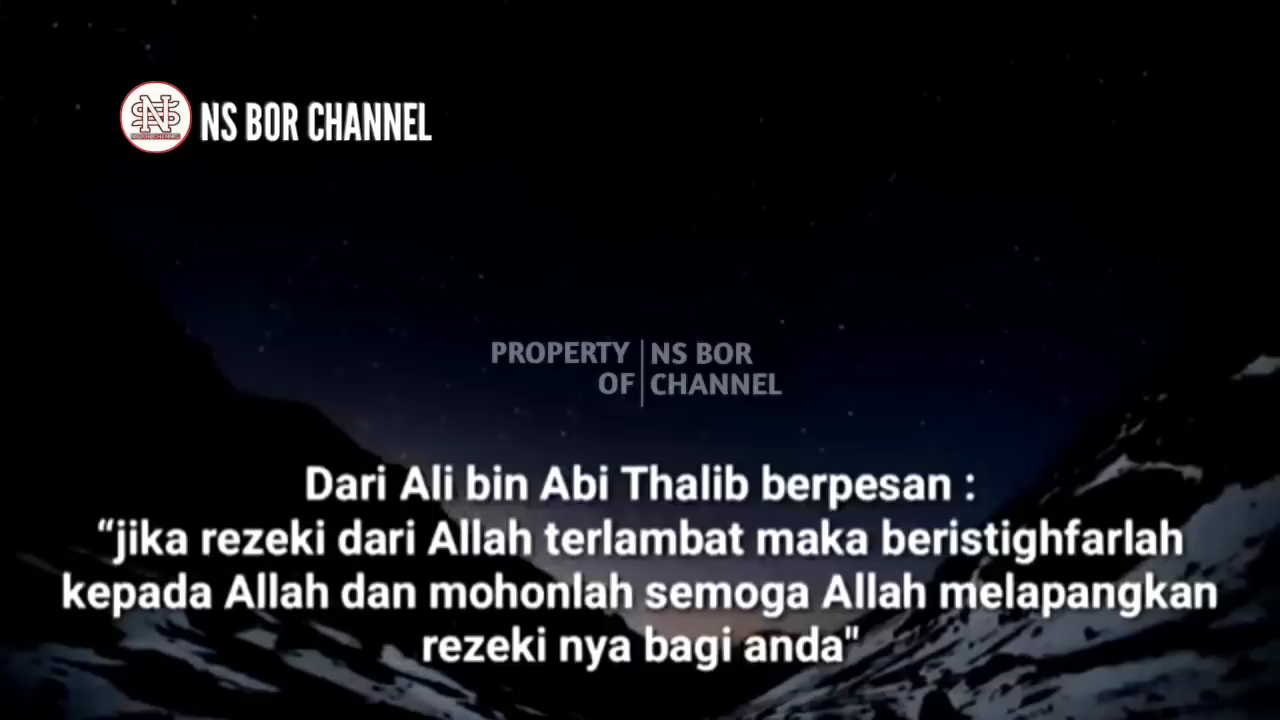 NS BOR CHANNEL
PROPERTY OF | NS BOR CHANNEL
Dari Ali bin Abi Thalib berpesan :
“jika rezeki dari Allah terlambat maka beristighfarlah
kepada Allah dan mohonlah semoga Allah melapangkan
rezeki nya bagi anda"